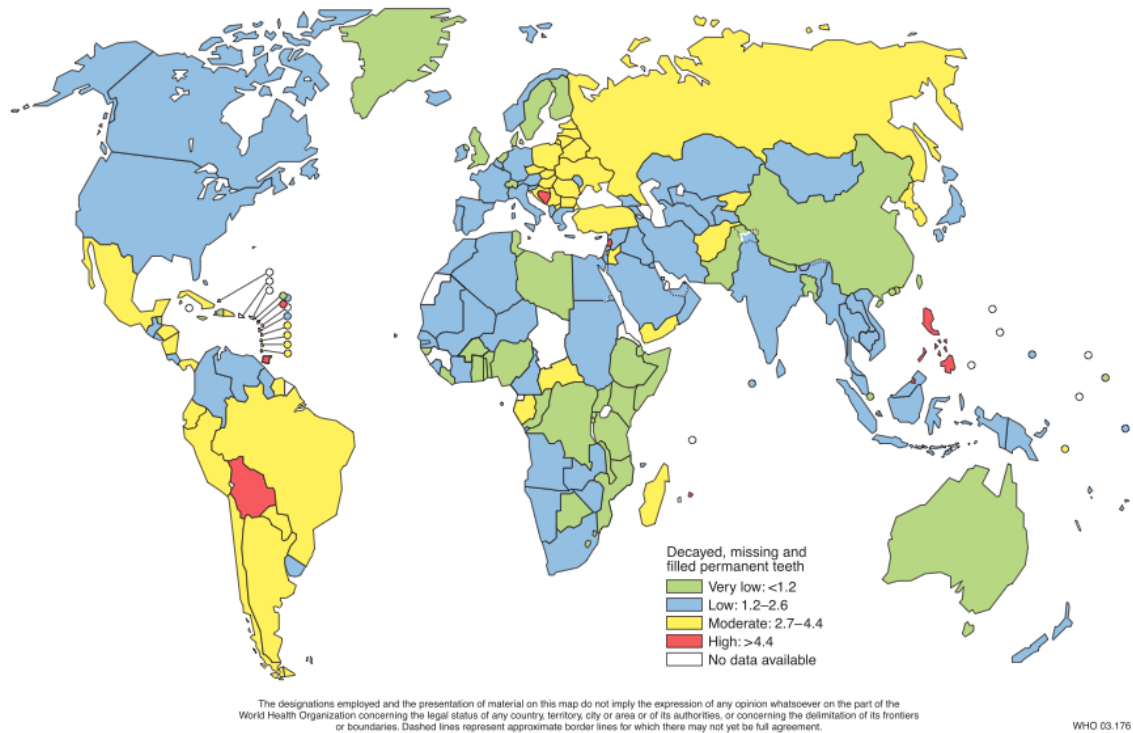 Decayed, missing and
filled permanent teeth
Very low: <1.2
Low: 1.2–2.6
Moderate: 2.7–4.4
High: >4.4
No data available
The designations employed and the presentation of material on this map do not imply the expression of any opinion whatsoever on the part of the
World Health Organization concerning the legal status of any country, territory, city or area or of its authorities, or concerning the delimitation of its frontiers
or boundaries. Dashed lines represent approximate border lines for which there may not yet be full agreement.
WHO 03.176